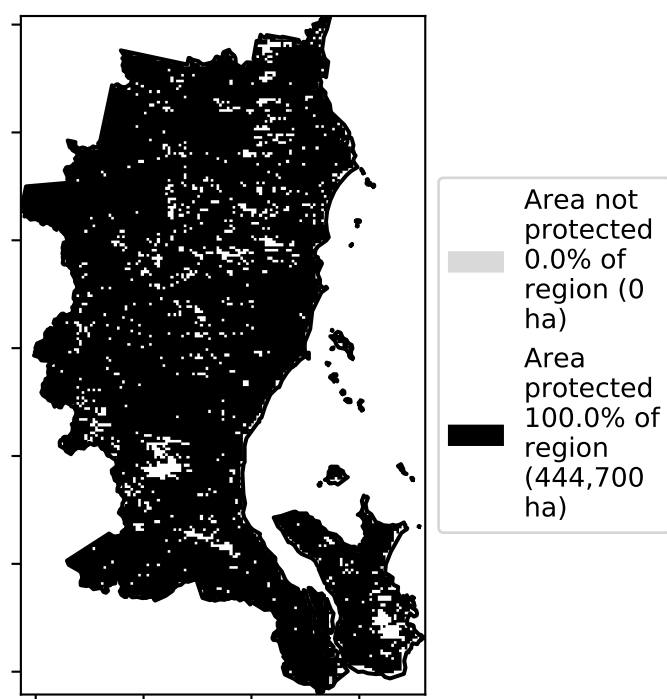 Area not
protected
0.0% of
region (0
ha)
Area
protected
100.0% of
region
(444,700
ha)